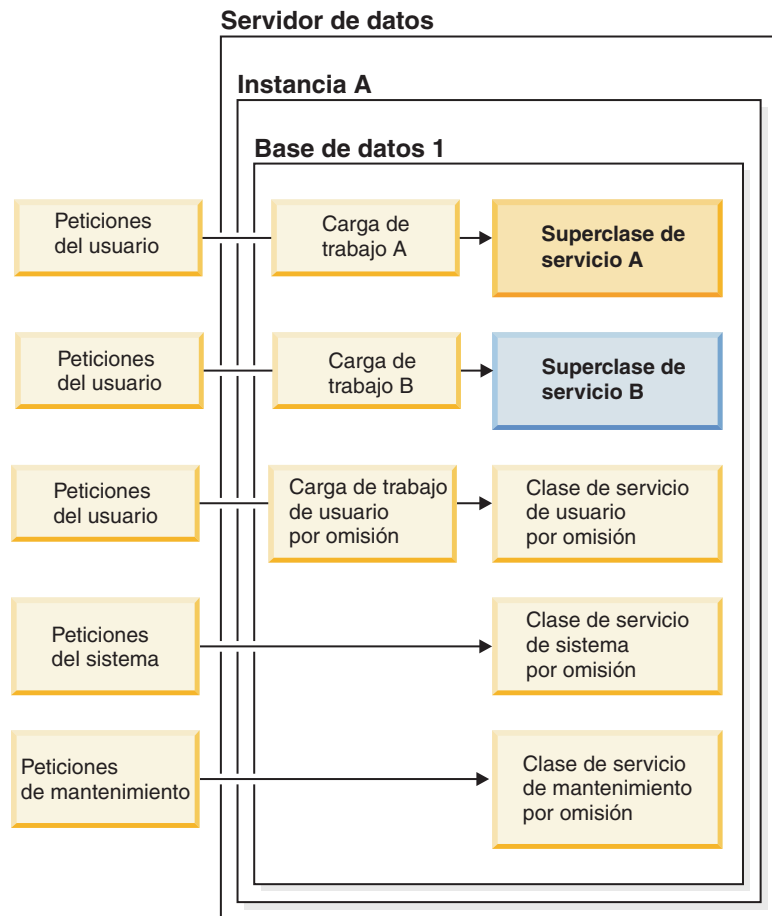 Servidor de datos
Instancia A
Base de datos 1
Peticiones
del usuario
Carga de
trabajo A
Superclase de
servicio A
Peticiones
del usuario
Carga de
trabajo B
Superclase de
servicio B
Peticiones
del usuario
Carga de trabajo
de usuario
por omisión
Clase de servicio
de usuario
por omisión
Peticiones
del sistema
Clase de servicio
de sistema
por omisión
Peticiones
de mantenimiento
Clase de servicio
de mantenimiento
por omisión